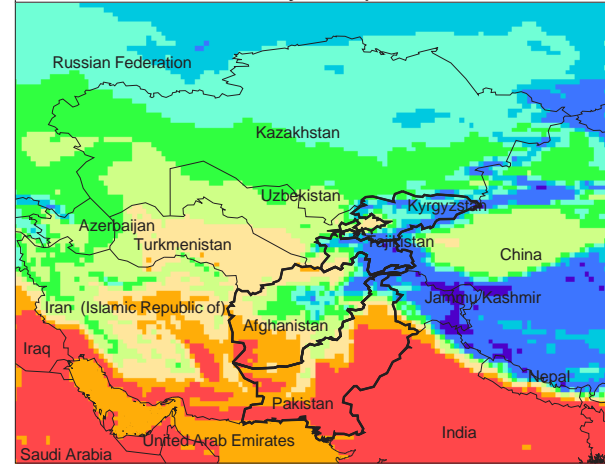 Russian Federation
Kazakhstan
Uzbekistan
Kyrgyzstan
Azerbaijan
Turkmenistan
Tajikistan
China
Iran (Islamic Republic of)
Jammu/Kashmir
Afghanistan
Iraq
Nepal
Pakistan
United Arab Emirates
India
Saudi Arabia